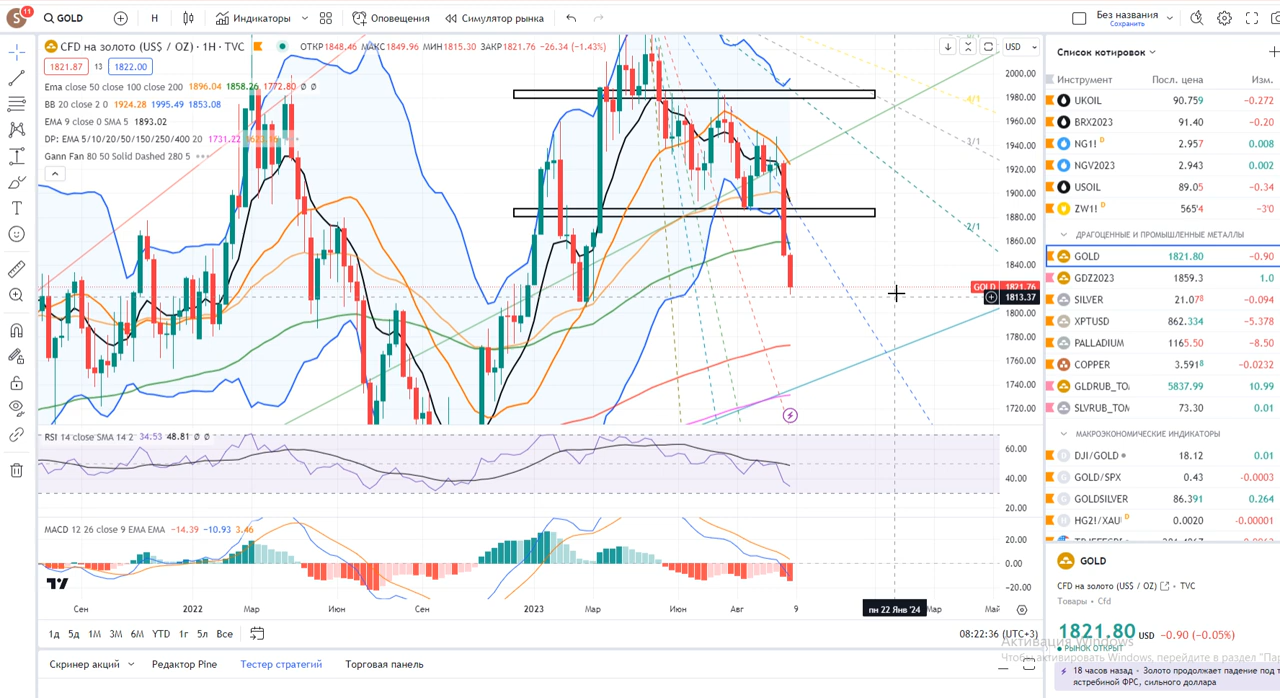 S 11 GOLD Н Индикаторы Оповещения Симулятор рынка Без названия
Сохранить
CFD на золото (US$ / OZ) · 1Н · TVC ОТКР1848.46 МАКС1849.96 МИН1815.30 ЗАКР1821.76 −26.34 (−1.43%)
1821.87 13 1822.00
Ema close 50 close 100 close 200 1896.04 1858.26 1772.80 ∅ ∅
BB 20 close 2 0 1924.28 1995.49 1853.08
EMA 9 close 0 SMA 5 1893.02
DP: EMA 5/10/20/50/150/250/400 20 1731.22
Gann Fan 80 50 Solid Dashed 280 5
4/1
3/1
2/1
USD
2000.00
1980.00
1960.00
1940.00
1920.00
1900.00
1880.00
1860.00
1840.00
GOLD 1821.76
1813.37
1800.00
1780.00
1760.00
1740.00
1720.00
RSI 14 close SMA 14 2 34.53 48.81 ∅ ∅
60.00
40.00
20.00
MACD 12 26 close 9 EMA EMA −14.39 −10.93 3.46
20.00
0.00
−20.00
Сен 2022 Мар Июн Сен 2023 Мар Июн Авг 9 пн 22 Янв '24 Мар Май
1д 5д 1М 3М 6М YTD 1г 5л Все 08:22:36 (UTC+3)
Скринер акций Редактор Pine Тестер стратегий Торговая панель
Список котировок
Инструмент Посл. цена Изм.
UKOIL 90.759 -0.272
BRX2023 91.40 -0.20
NG1! D 2.957 0.008
NGV2023 2.943 0.002
USOIL 89.05 -0.34
ZW1! D 565'4 -3'0
ДРАГОЦЕННЫЕ И ПРОМЫШЛЕННЫЕ МЕТАЛЛЫ
GOLD 1821.80 -0.90
GDZ2023 1859.3 1.0
SILVER 21.078 -0.094
XPTUSD 862.334 -5.378
PALLADIUM 1165.50 -8.50
COPPER 3.5918 -0.0232
GLDRUB_TO 5837.99 10.99
SLVRUB_TOM 73.30 0.01
МАКРОЭКОНОМИЧЕСКИЕ ИНДИКАТОРЫ
DJI/GOLD 18.12 0.01
GOLD/SPX 0.43 -0.0003
GOLDSILVER 86.391 0.264
HG2!/XAU D 0.0020 -0.00001
GOLD
CFD на золото (US$ / OZ) • TVC
Товары • Cfd
1821.80 USD −0.90 (−0.05%)
РЫНОК ОТКРЫТ
Активация Windows
Чтобы активировать Windows, перейдите в раздел "Пар
18 часов назад • Золото продолжает падение под
ястребиной ФРС, сильного доллара